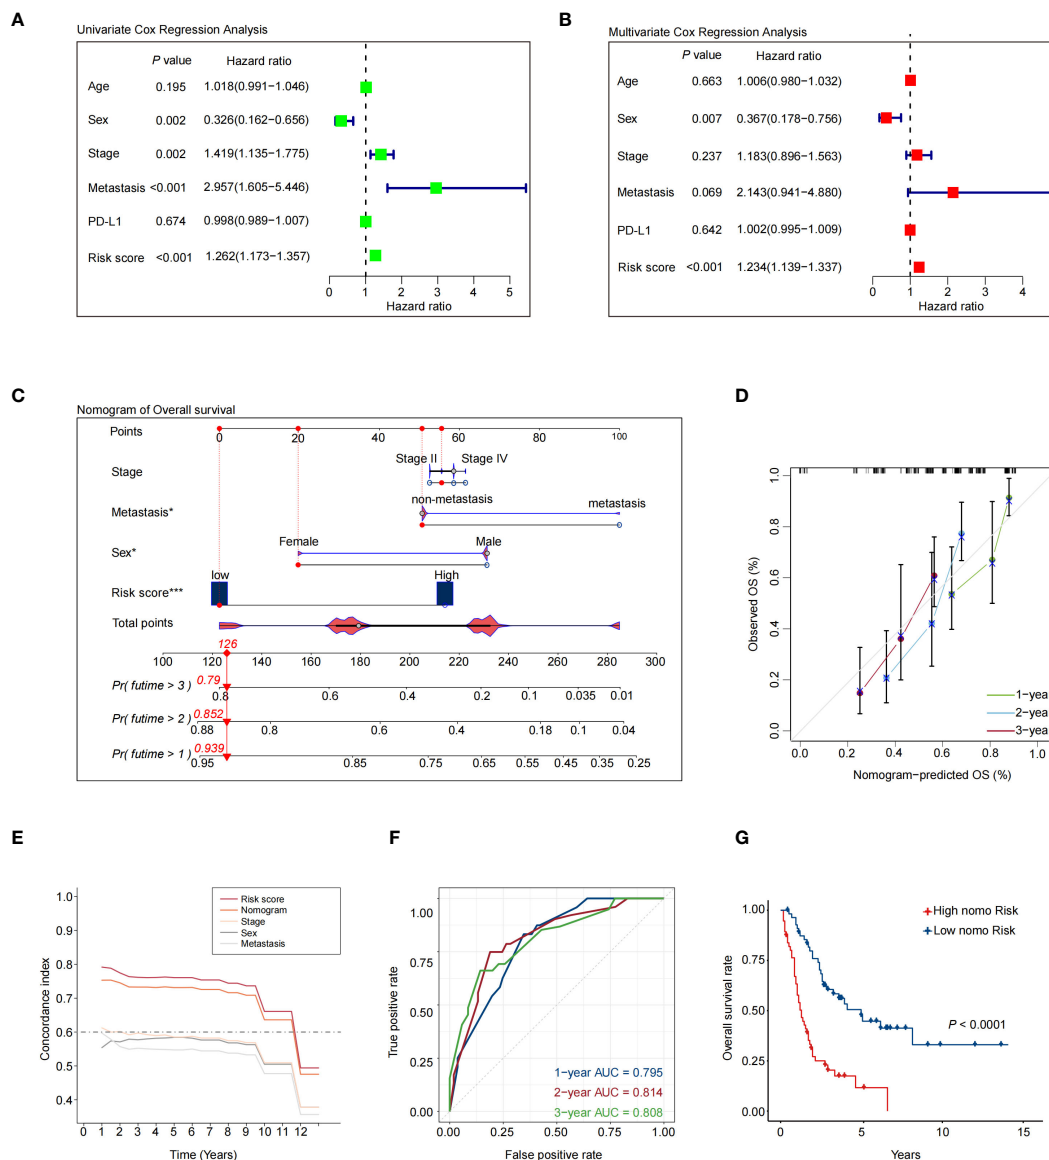 A
Univariate Cox Regression Analysis
P value Hazard ratio
Age 0.195 1.018(0.991−1.046)
Sex 0.002 0.326(0.162−0.656)
Stage 0.002 1.419(1.135−1.775)
Metastasis <0.001 2.957(1.605−5.446)
PD-L1 0.674 0.998(0.989−1.007)
Risk score <0.001 1.262(1.173−1.357)
0 1 2 3 4 5
Hazard ratio
B
Multivariate Cox Regression Analysis
P value Hazard ratio
Age 0.663 1.006(0.980−1.032)
Sex 0.007 0.367(0.178−0.756)
Stage 0.237 1.183(0.896−1.563)
Metastasis 0.069 2.143(0.941−4.880)
PD-L1 0.642 1.002(0.995−1.009)
Risk score <0.001 1.234(1.139−1.337)
0 1 2 3 4
Hazard ratio
C
Nomogram of Overall survival
Points
0 20 40 60 80 100
Stage
Stage II Stage IV
non-metastasis metastasis
Metastasis*
Female Male
Sex*
low High
Risk score***
Total points
126
100 120 140 160 180 200 220 240 260 280 300
Pr( futime > 3 ) 0.79
0.8 0.6 0.4 0.2 0.1 0.035 0.01
Pr( futime > 2 ) 0.852
0.88 0.8 0.6 0.4 0.18 0.1 0.04
Pr( futime > 1 ) 0.939
0.95 0.85 0.75 0.65 0.55 0.45 0.35 0.25
D
Observed OS (%)
1.0
0.8
0.6
0.4
0.2
0.0
1-year
2-year
3-year
0.0 0.2 0.4 0.6 0.8 1.0
Nomogram-predicted OS (%)
E
Concordance index
1.0
0.9
0.8
0.7
0.6
0.5
0.4
Risk score
Nomogram
Stage
Sex
Metastasis
0 1 2 3 4 5 6 7 8 9 10 11 12
Time (Years)
F
True positive rate
1.00
0.75
0.50
0.25
0.00
1-year AUC = 0.795
2-year AUC = 0.814
3-year AUC = 0.808
0.00 0.25 0.50 0.75 1.00
False positive rate
G
Overall survival rate
1.00
0.75
0.50
0.25
0.00
High nomo Risk
Low nomo Risk
P < 0.0001
0 5 10 15
Years